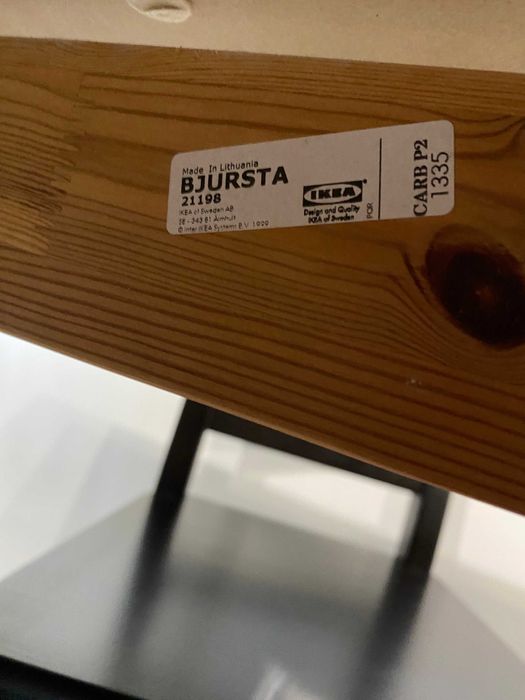 Made In Lithuania
BJURSTA
21198
IKEA of Sweden AB
SE - 343 81 Älmhult
© Inter IKEA Systems B.V. 1999
IKEA
Design and Quality
IKEA of Sweden
CARB P2
1335